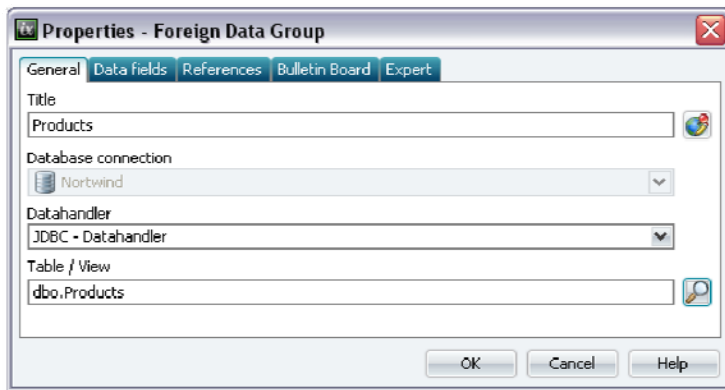 Properties - Foreign Data Group
General Data fields References Bulletin Board Expert
Title
Products
Database connection
Nortwind
Datahandler
JDBC - Datahandler
Table / View
dbo.Products
OK Cancel Help